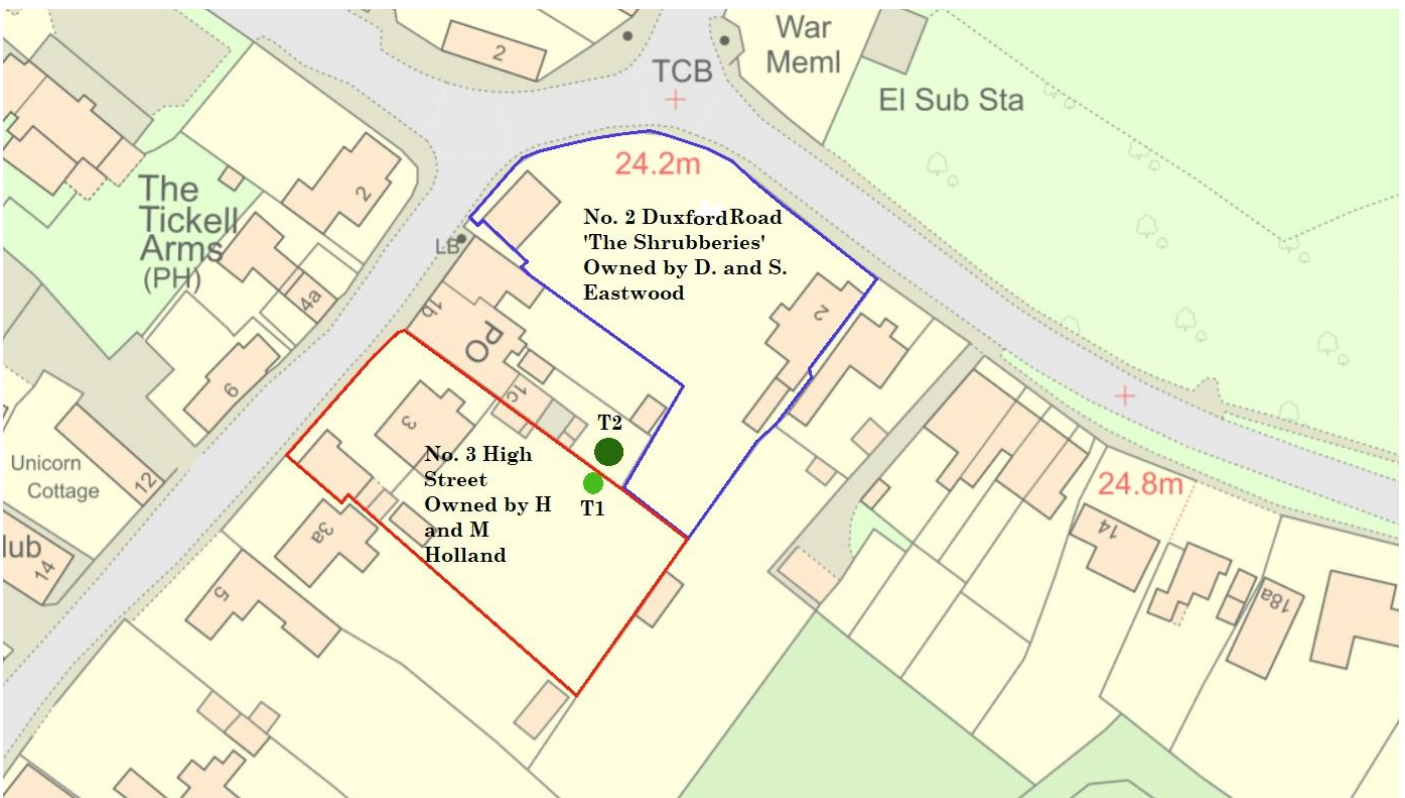 War
Meml
2
TCB
El Sub Sta
24.2m
The
Tickell
Arms
(PH)
2
No. 2 Duxford Road
'The Shrubberies'
Owned by D. and S.
Eastwood
LB
4a
1b
PO
2
6
1c
3
T2
No. 3 High
Street
Owned by H
and M
Holland
T1
Unicorn
Cottage
12
24.8m
3a
14
lub
14
5
18a